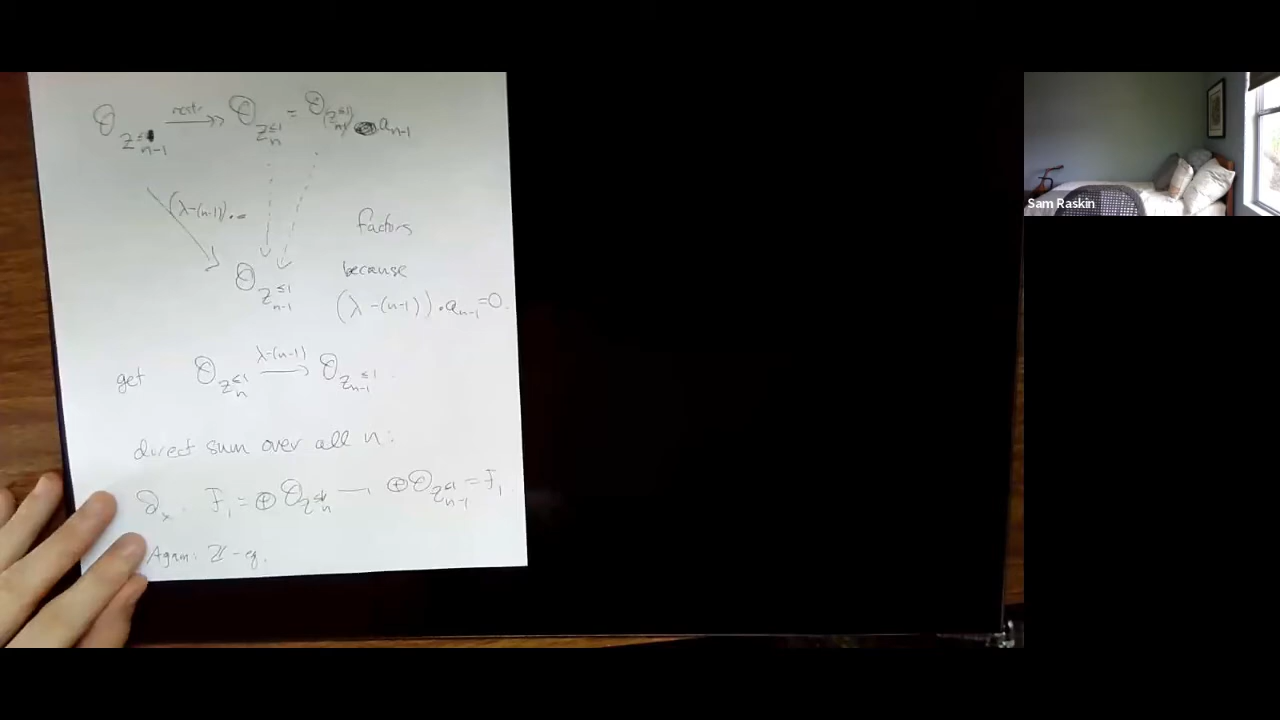 𝒪_{Z^{≤1}_{n-1}} —restr.→→ 𝒪_{Z^{≤1}_n} = 𝒪_{Z^{≤1}_{n-1}} / a_{n-1}
(λ-(n-1))·-
factors
because
𝒪_{Z^{≤1}_{n-1}}
(λ-(n-1))·a_{n-1}=0.
get 𝒪_{Z^{≤1}_n} —λ-(n-1)→ 𝒪_{Z^{≤1}_{n-1}}.
direct sum over all n:
∂_x: F_1 = ⊕ 𝒪_{Z^{≤1}_n} → ⊕ 𝒪_{Z^{≤1}_{n-1}} = F_1
Again: ℤ-eq.
Sam Raskin